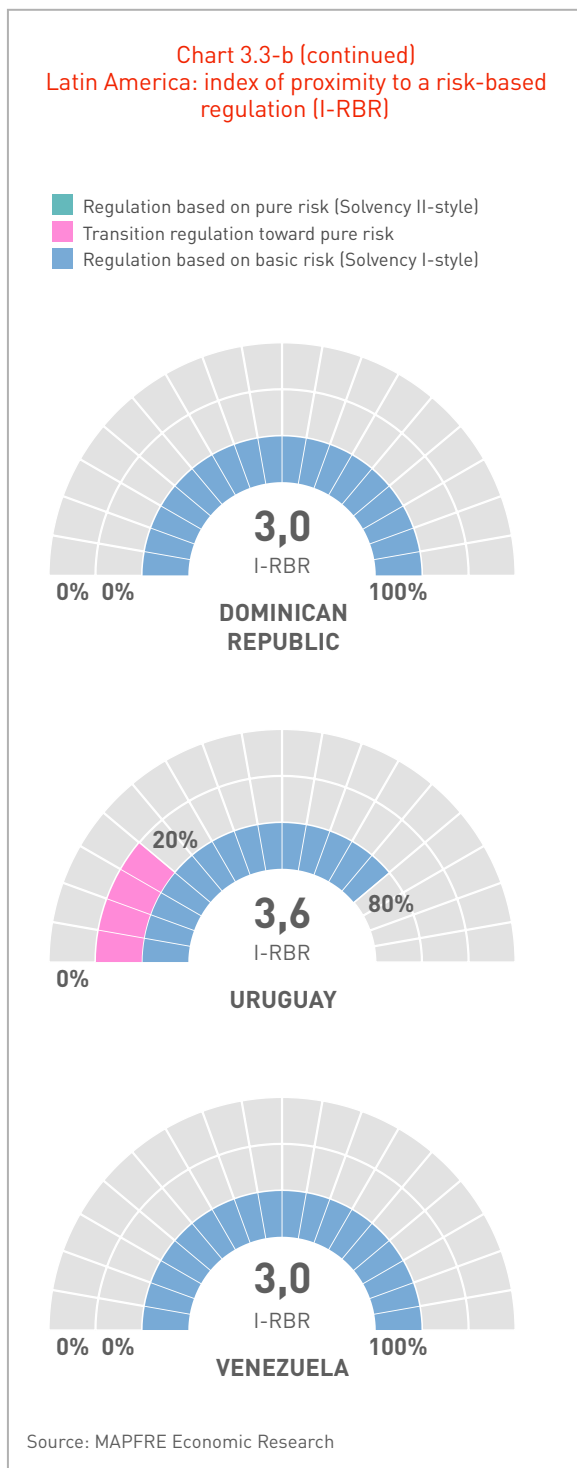 Chart 3.3-b (continued)
Latin America: index of proximity to a risk-based
regulation (I-RBR)
Regulation based on pure risk (Solvency II-style)
Transition regulation toward pure risk
Regulation based on basic risk (Solvency I-style)
3,0
I-RBR
0% 0% 100%
DOMINICAN
REPUBLIC
20%
80%
3,6
I-RBR
0%
URUGUAY
3,0
I-RBR
0% 0% 100%
VENEZUELA
Source: MAPFRE Economic Research